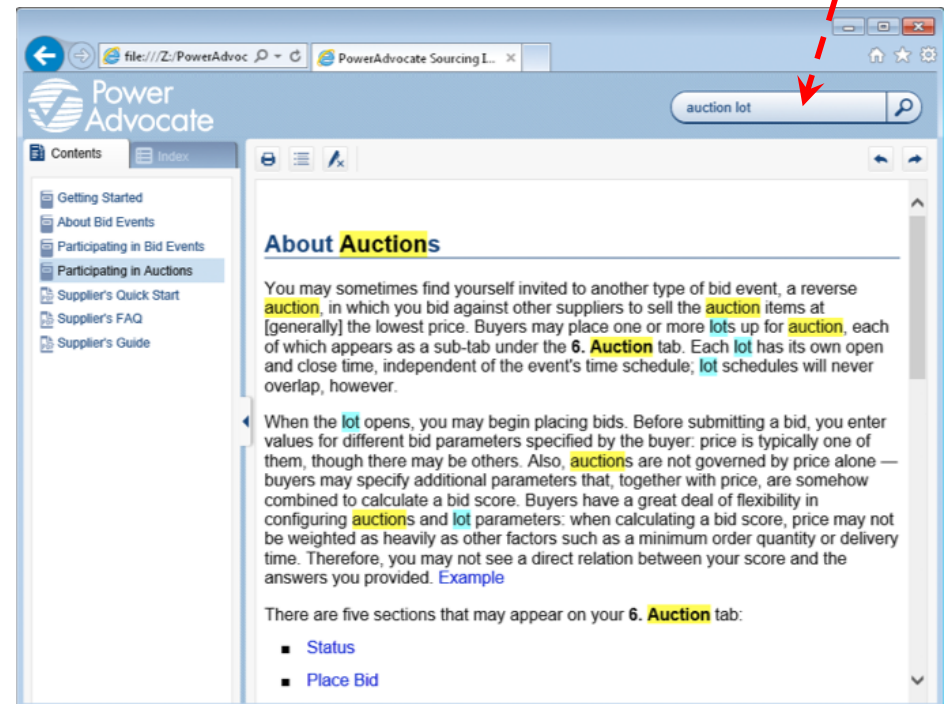 file:///Z:/PowerAdvoc
PowerAdvocate Sourcing I...
Power
Advocate
auction lot
Contents
Index
Getting Started
About Bid Events
Participating in Bid Events
Participating in Auctions
Supplier's Quick Start
Supplier's FAQ
Supplier's Guide
About Auctions
You may sometimes find yourself invited to another type of bid event, a reverse
auction, in which you bid against other suppliers to sell the auction items at
[generally] the lowest price. Buyers may place one or more lots up for auction, each
of which appears as a sub-tab under the 6. Auction tab. Each lot has its own open
and close time, independent of the event's time schedule; lot schedules will never
overlap, however.
When the lot opens, you may begin placing bids. Before submitting a bid, you enter
values for different bid parameters specified by the buyer: price is typically one of
them, though there may be others. Also, auctions are not governed by price alone —
buyers may specify additional parameters that, together with price, are somehow
combined to calculate a bid score. Buyers have a great deal of flexibility in
configuring auctions and lot parameters: when calculating a bid score, price may not
be weighted as heavily as other factors such as a minimum order quantity or delivery
time. Therefore, you may not see a direct relation between your score and the
answers you provided. Example
There are five sections that may appear on your 6. Auction tab:
■ Status
■ Place Bid